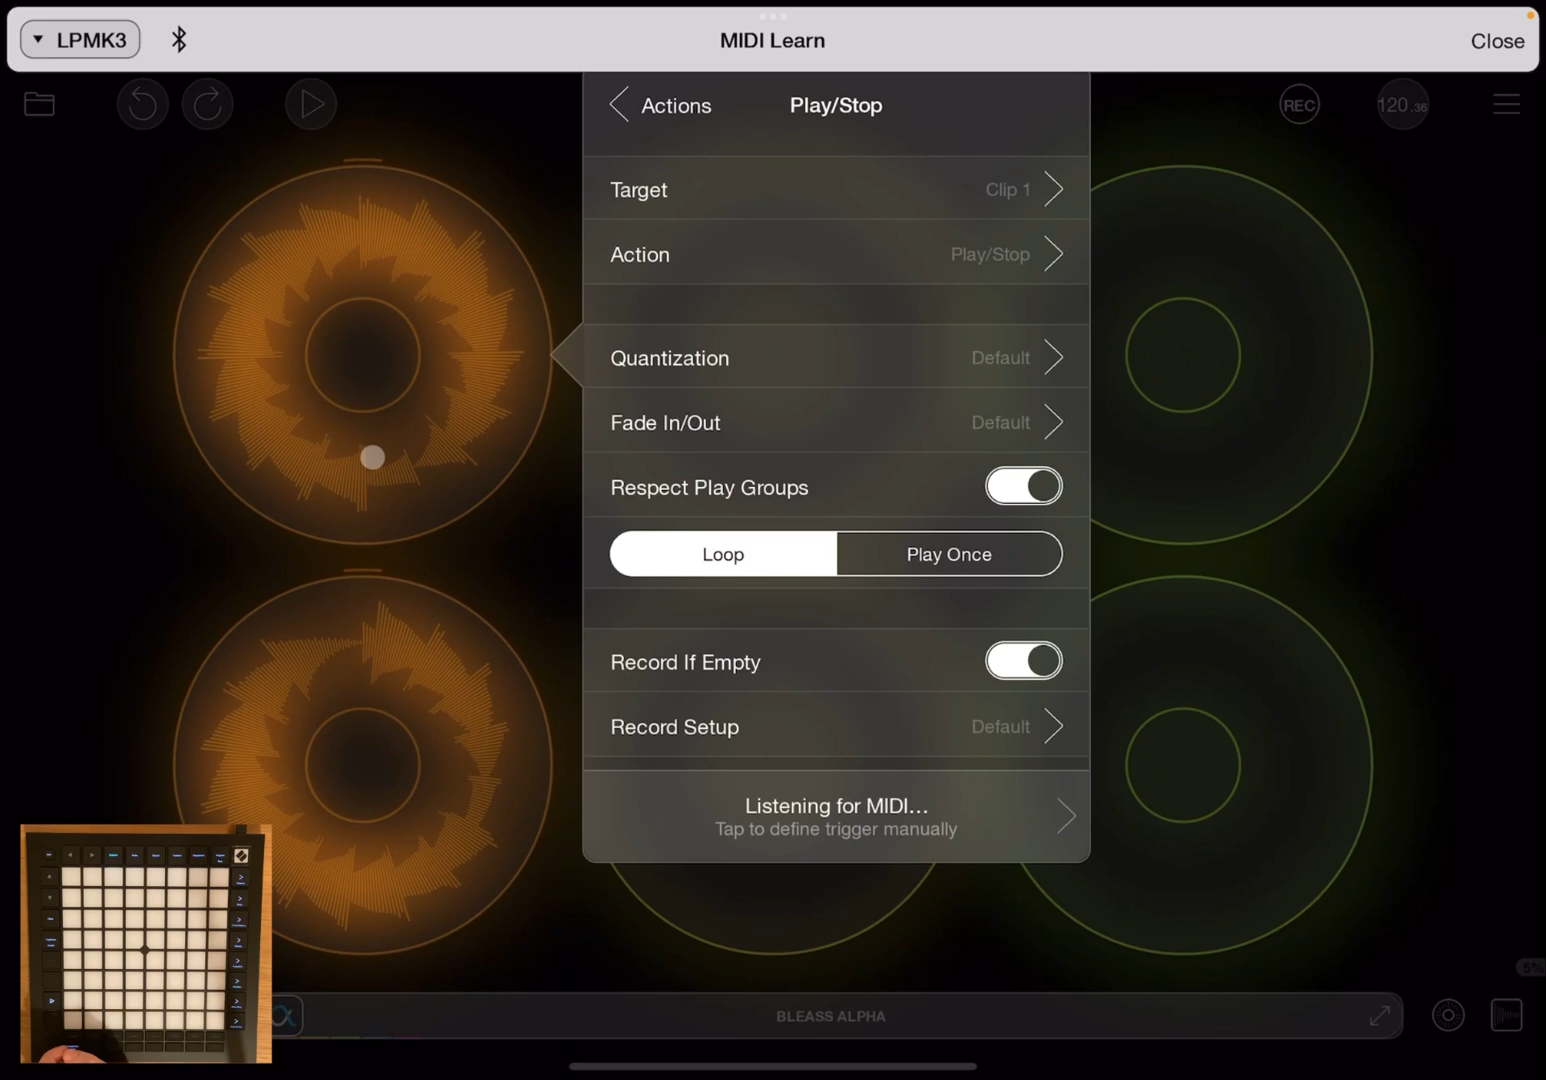 LPMK3
MIDI Learn
Close
Actions
Play/Stop
REC
120.36
Target
Clip 1
Action
Play/Stop
Quantization
Default
Fade In/Out
Default
Respect Play Groups
Loop
Play Once
Record If Empty
Record Setup
Default
Listening for MIDI...
Tap to define trigger manually
5%
BLEASS ALPHA